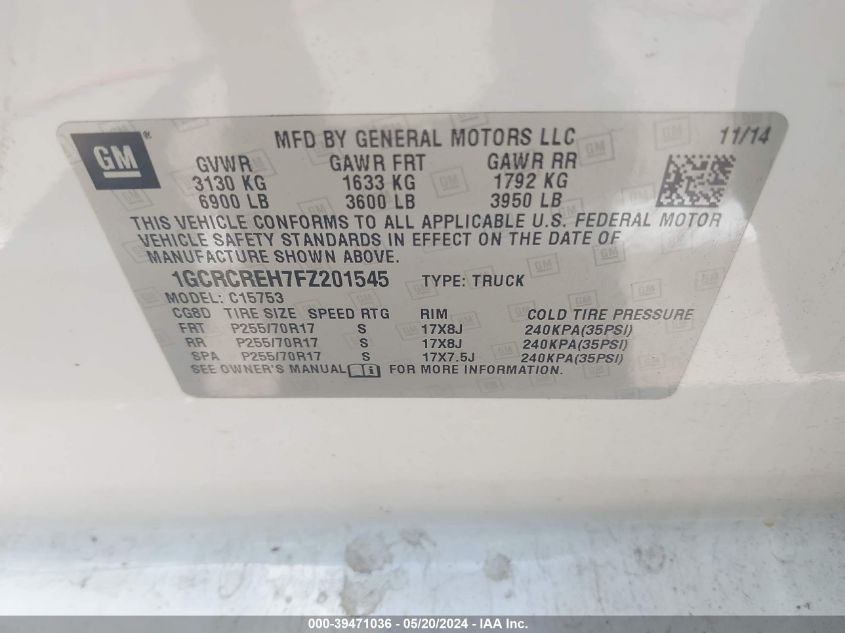 GM®
MFD BY GENERAL MOTORS LLC 11/14
GVWR GAWR FRT GAWR RR
3130 KG 1633 KG 1792 KG
6900 LB 3600 LB 3950 LB
THIS VEHICLE CONFORMS TO ALL APPLICABLE U.S. FEDERAL MOTOR
VEHICLE SAFETY STANDARDS IN EFFECT ON THE DATE OF
MANUFACTURE SHOWN ABOVE.
1GCRCREH7FZ201545 TYPE: TRUCK
MODEL: C15753
CG8D TIRE SIZE SPEED RTG RIM COLD TIRE PRESSURE
FRT P255/70R17 S 17X8J 240KPA(35PSI)
RR P255/70R17 S 17X8J 240KPA(35PSI)
SPA P255/70R17 S 17X7.5J 240KPA(35PSI)
SEE OWNER'S MANUAL FOR MORE INFORMATION.
000-39471036 - 05/20/2024 - IAA Inc.